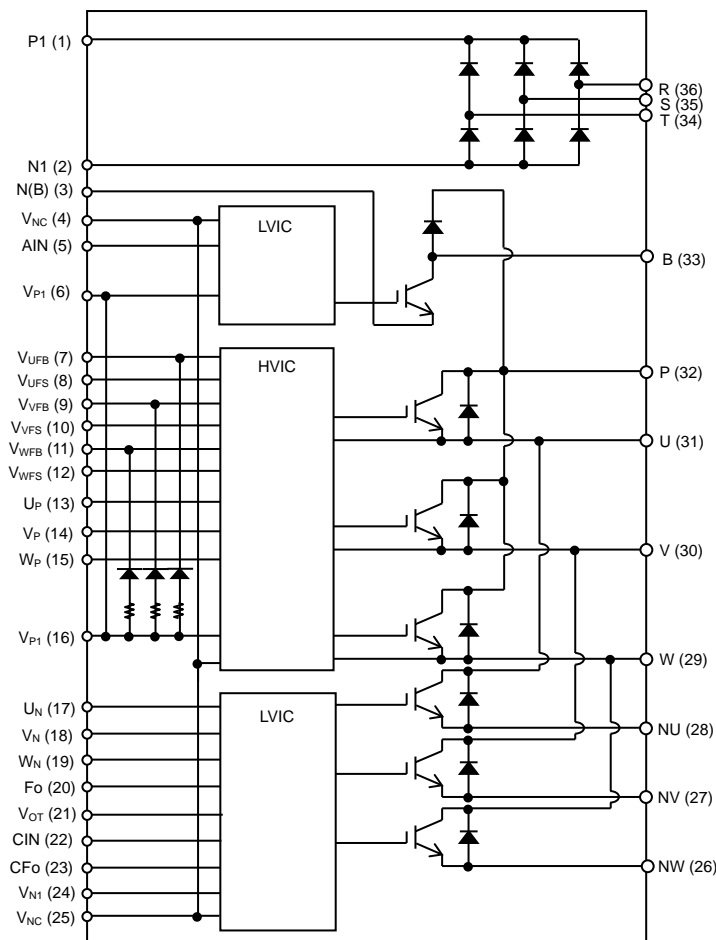 P1 (1)
N1 (2)
N(B) (3)
VNC (4)
AIN (5)
VP1 (6)
VUFB (7)
VUFS (8)
VVFB (9)
VVFS (10)
VWFB (11)
VWFS (12)
UP (13)
VP (14)
WP (15)
VP1 (16)
UN (17)
VN (18)
WN (19)
Fo (20)
VOT (21)
CIN (22)
CFo (23)
VN1 (24)
VNC (25)
LVIC
HVIC
LVIC
R (36)
S (35)
T (34)
B (33)
P (32)
U (31)
V (30)
W (29)
NU (28)
NV (27)
NW (26)